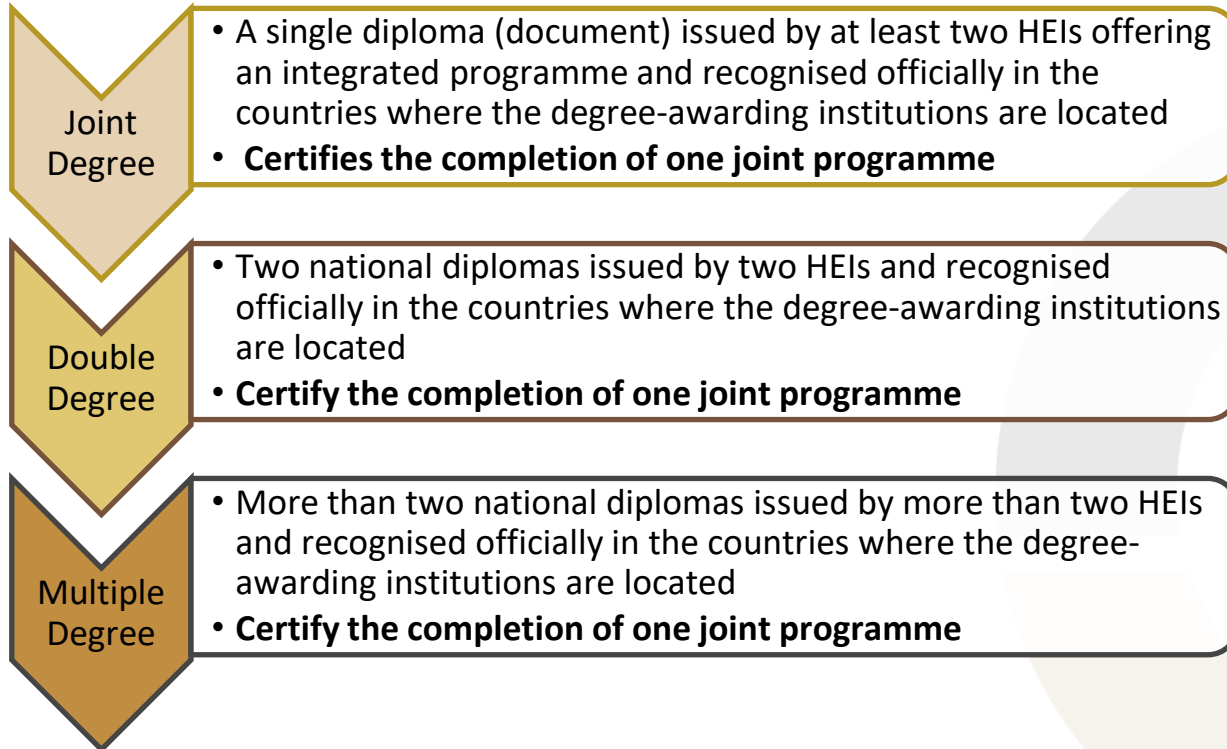 Joint
Degree
• A single diploma (document) issued by at least two HEIs offering
an integrated programme and recognised officially in the
countries where the degree-awarding institutions are located
• Certifies the completion of one joint programme
Double
Degree
• Two national diplomas issued by two HEIs and recognised
officially in the countries where the degree-awarding institutions
are located
• Certify the completion of one joint programme
Multiple
Degree
• More than two national diplomas issued by more than two HEIs
and recognised officially in the countries where the degree-
awarding institutions are located
• Certify the completion of one joint programme